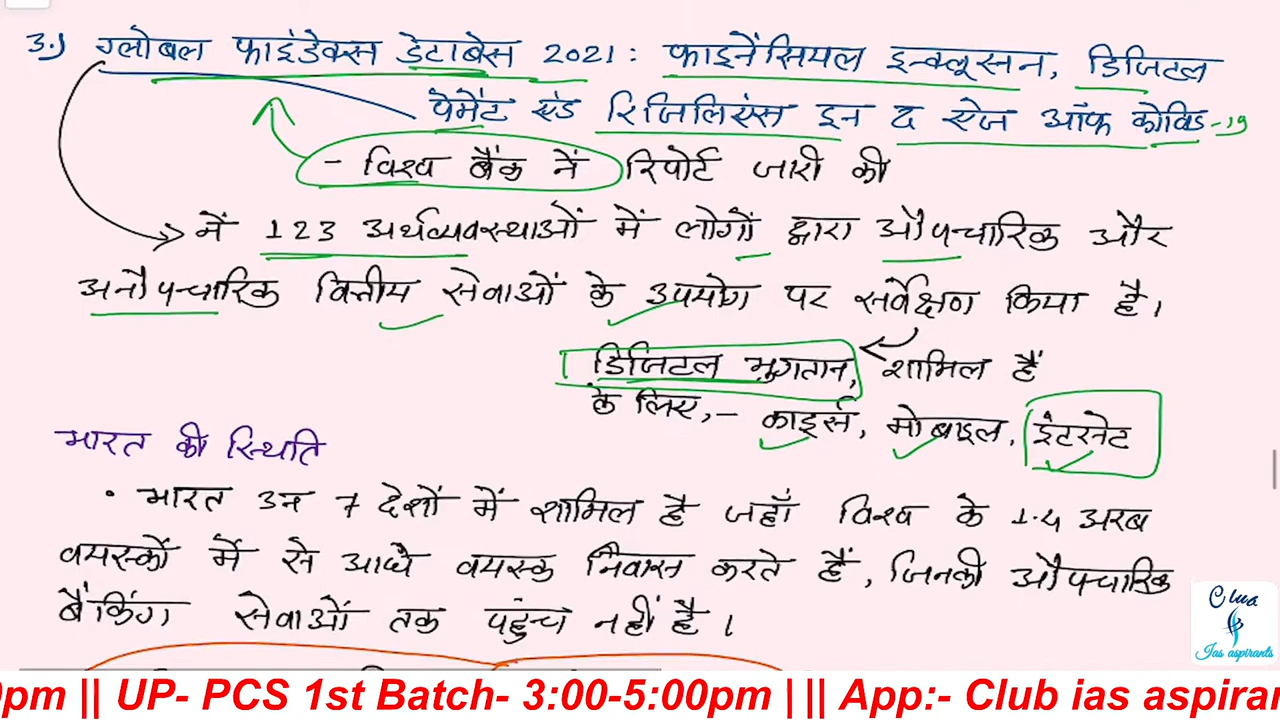 3.) ग्लोबल फाइंडेक्स डेटाबेस 2021: फाइनेंसियल इन्क्लूसन, डिजिटल
पेमेंट एंड रिजिलिएंस इन द ऐज ऑफ कोविड-19
- विश्व बैंक नें रिपोर्ट जारी की
में 123 अर्थव्यवस्थाओं में लोगों द्वारा औपचारिक और
अनौपचारिक वित्तीय सेवाओं के उपयोग पर सर्वेक्षण किया है।
डिजिटल भुगतान, शामिल हैं
के लिए,- कार्ड्स, मोबाइल, इंटरनेट
भारत की स्थिति
• भारत उन 7 देशों में शामिल है जहाँ विश्व के 1.4 अरब
वयस्कों में से आधे वयस्क निवास करते हैं, जिनकी औपचारिक
बैंकिंग सेवाओं तक पहुंच नहीं है।
Club
Ias aspirants
0pm || UP- PCS 1st Batch- 3:00-5:00pm | || App:- Club ias aspiran